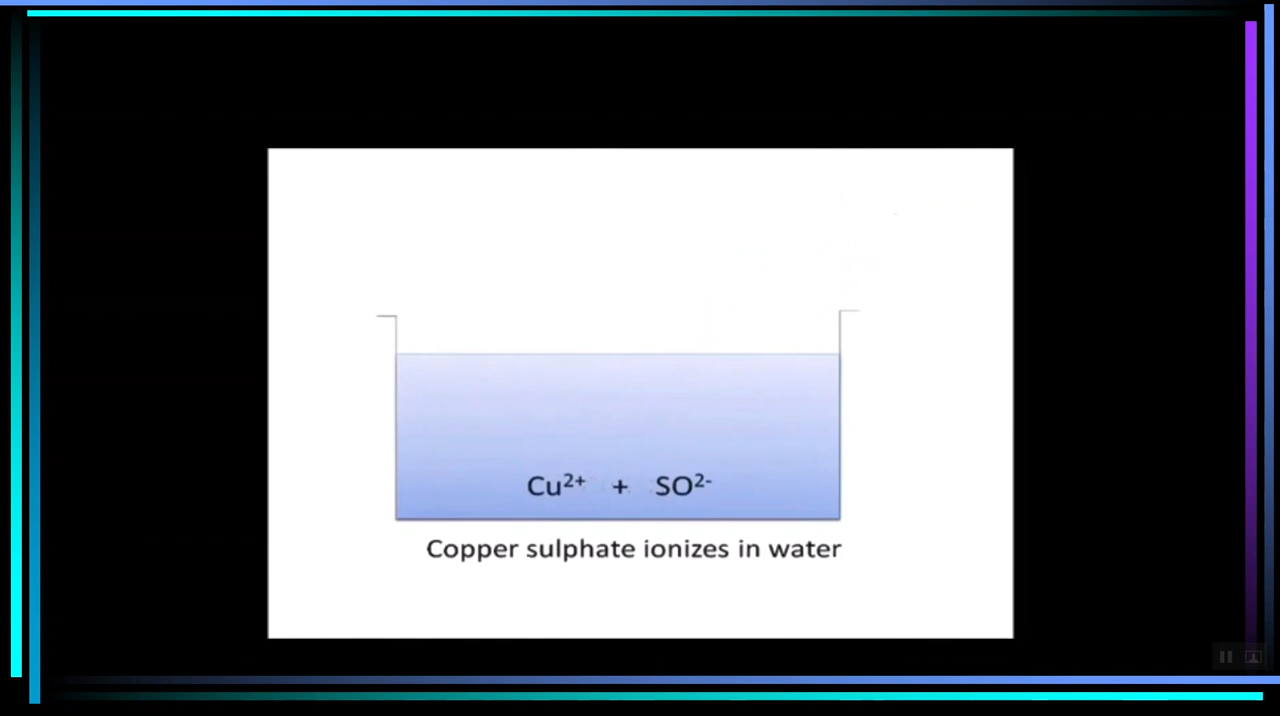 Cu²⁺ + SO²⁻
Copper sulphate ionizes in water